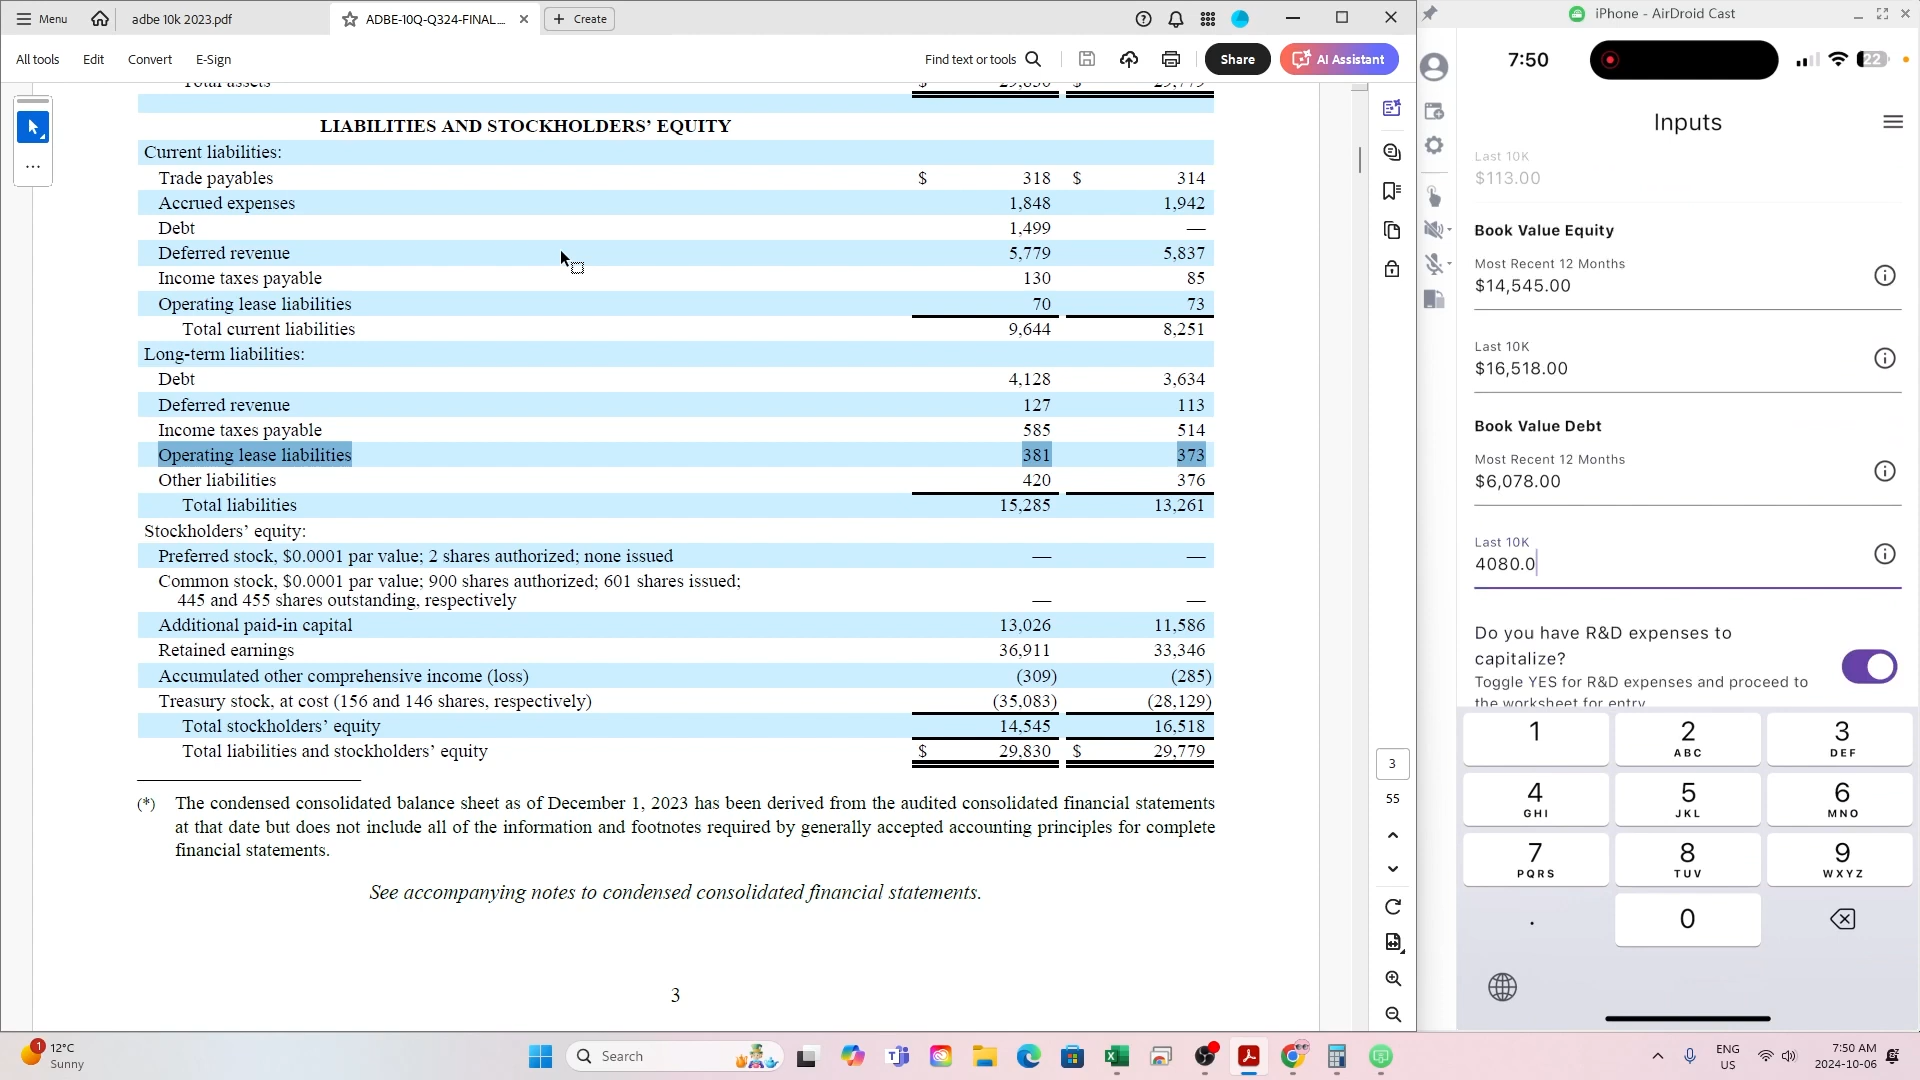 Menu
adbe 10k 2023.pdf
ADBE-10Q-Q324-FINAL....
Create
All tools
Edit
Convert
E-Sign
Find text or tools
Share
AI Assistant
Total assets $ 29,830 $ 29,779
LIABILITIES AND STOCKHOLDERS' EQUITY
Current liabilities:
Trade payables $ 318 $ 314
Accrued expenses 1,848 1,942
Debt 1,499 —
Deferred revenue 5,779 5,837
Income taxes payable 130 85
Operating lease liabilities 70 73
Total current liabilities 9,644 8,251
Long-term liabilities:
Debt 4,128 3,634
Deferred revenue 127 113
Income taxes payable 585 514
Operating lease liabilities 381 373
Other liabilities 420 376
Total liabilities 15,285 13,261
Stockholders' equity:
Preferred stock, $0.0001 par value; 2 shares authorized; none issued — —
Common stock, $0.0001 par value; 900 shares authorized; 601 shares issued;
445 and 455 shares outstanding, respectively — —
Additional paid-in capital 13,026 11,586
Retained earnings 36,911 33,346
Accumulated other comprehensive income (loss) (309) (285)
Treasury stock, at cost (156 and 146 shares, respectively) (35,083) (28,129)
Total stockholders' equity 14,545 16,518
Total liabilities and stockholders' equity $ 29,830 $ 29,779
(*) The condensed consolidated balance sheet as of December 1, 2023 has been derived from the audited consolidated financial statements
at that date but does not include all of the information and footnotes required by generally accepted accounting principles for complete
financial statements.
See accompanying notes to condensed consolidated financial statements.
3
3
55
iPhone - AirDroid Cast
7:50
22
Inputs
Last 10K
$113.00
Book Value Equity
Most Recent 12 Months
$14,545.00
Last 10K
$16,518.00
Book Value Debt
Most Recent 12 Months
$6,078.00
Last 10K
4080.0
Do you have R&D expenses to
capitalize?
Toggle YES for R&D expenses and proceed to
the worksheet for entry
1
2
ABC
3
DEF
4
GHI
5
JKL
6
MNO
7
PQRS
8
TUV
9
WXYZ
.
0
1
12°C
Sunny
Search
ENG
US
7:50 AM
2024-10-06